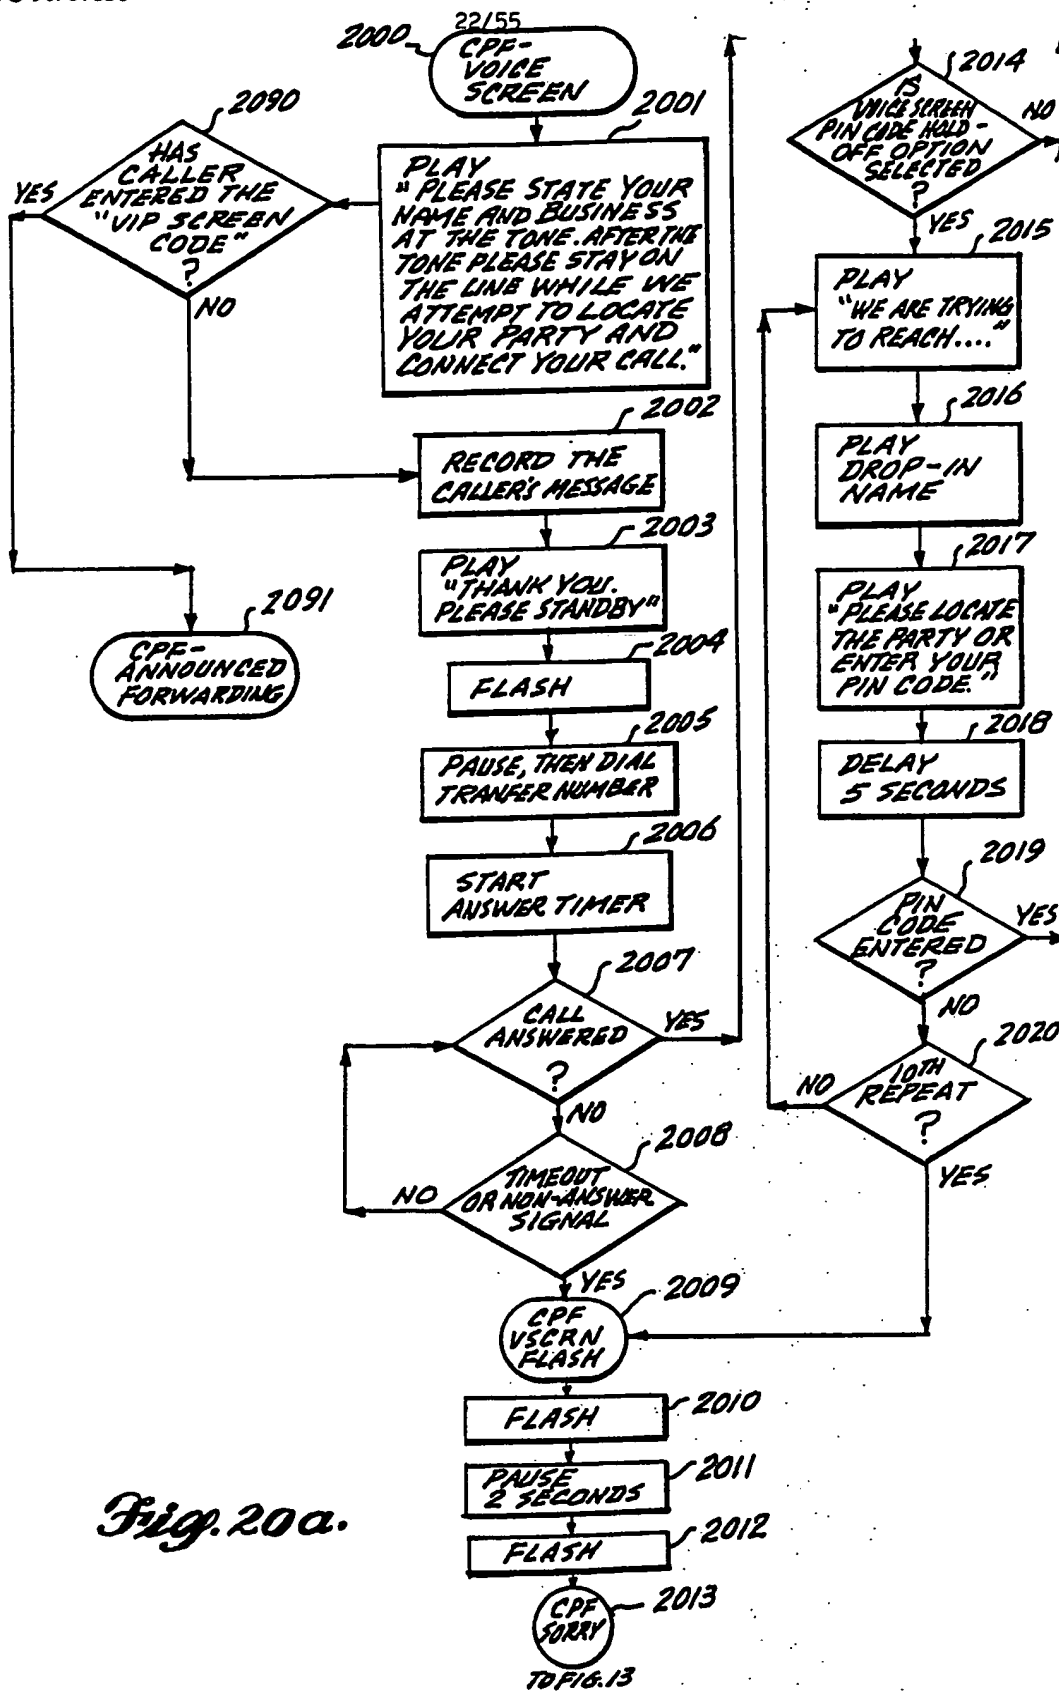 22/55
2000
CPF-
VOICE
SCREEN
2090
HAS
CALLER
ENTERED THE
"VIP SCREEN
CODE"
?
YES
NO
2091
CPF-
ANNOUNCED
FORWARDING
2001
PLAY
"PLEASE STATE YOUR
NAME AND BUSINESS
AT THE TONE. AFTER THE
TONE PLEASE STAY ON
THE LINE WHILE WE
ATTEMPT TO LOCATE
YOUR PARTY AND
CONNECT YOUR CALL."
2002
RECORD THE
CALLER'S MESSAGE
2003
PLAY
"THANK YOU.
PLEASE STANDBY"
2004
FLASH
2005
PAUSE, THEN DIAL
TRANFER NUMBER
2006
START
ANSWER TIMER
2007
CALL
ANSWERED
?
YES
NO
2008
TIMEOUT
OR NON-ANSWER
SIGNAL
NO
YES
2009
CPF
VSCRN
FLASH
2010
FLASH
2011
PAUSE
2 SECONDS
2012
FLASH
2013
CPF
SORRY
TO FIG.13
2014
IS
VOICE SCREEN
PIN CODE HOLD-
OFF OPTION
SELECTED
?
NO
YES
2015
PLAY
"WE ARE TRYING
TO REACH...."
2016
PLAY
DROP-IN
NAME
2017
PLAY
"PLEASE LOCATE
THE PARTY OR
ENTER YOUR
PIN CODE."
2018
DELAY
5 SECONDS
2019
PIN
CODE
ENTERED
?
YES
NO
2020
10TH
REPEAT
?
NO
YES
Fig. 20a.